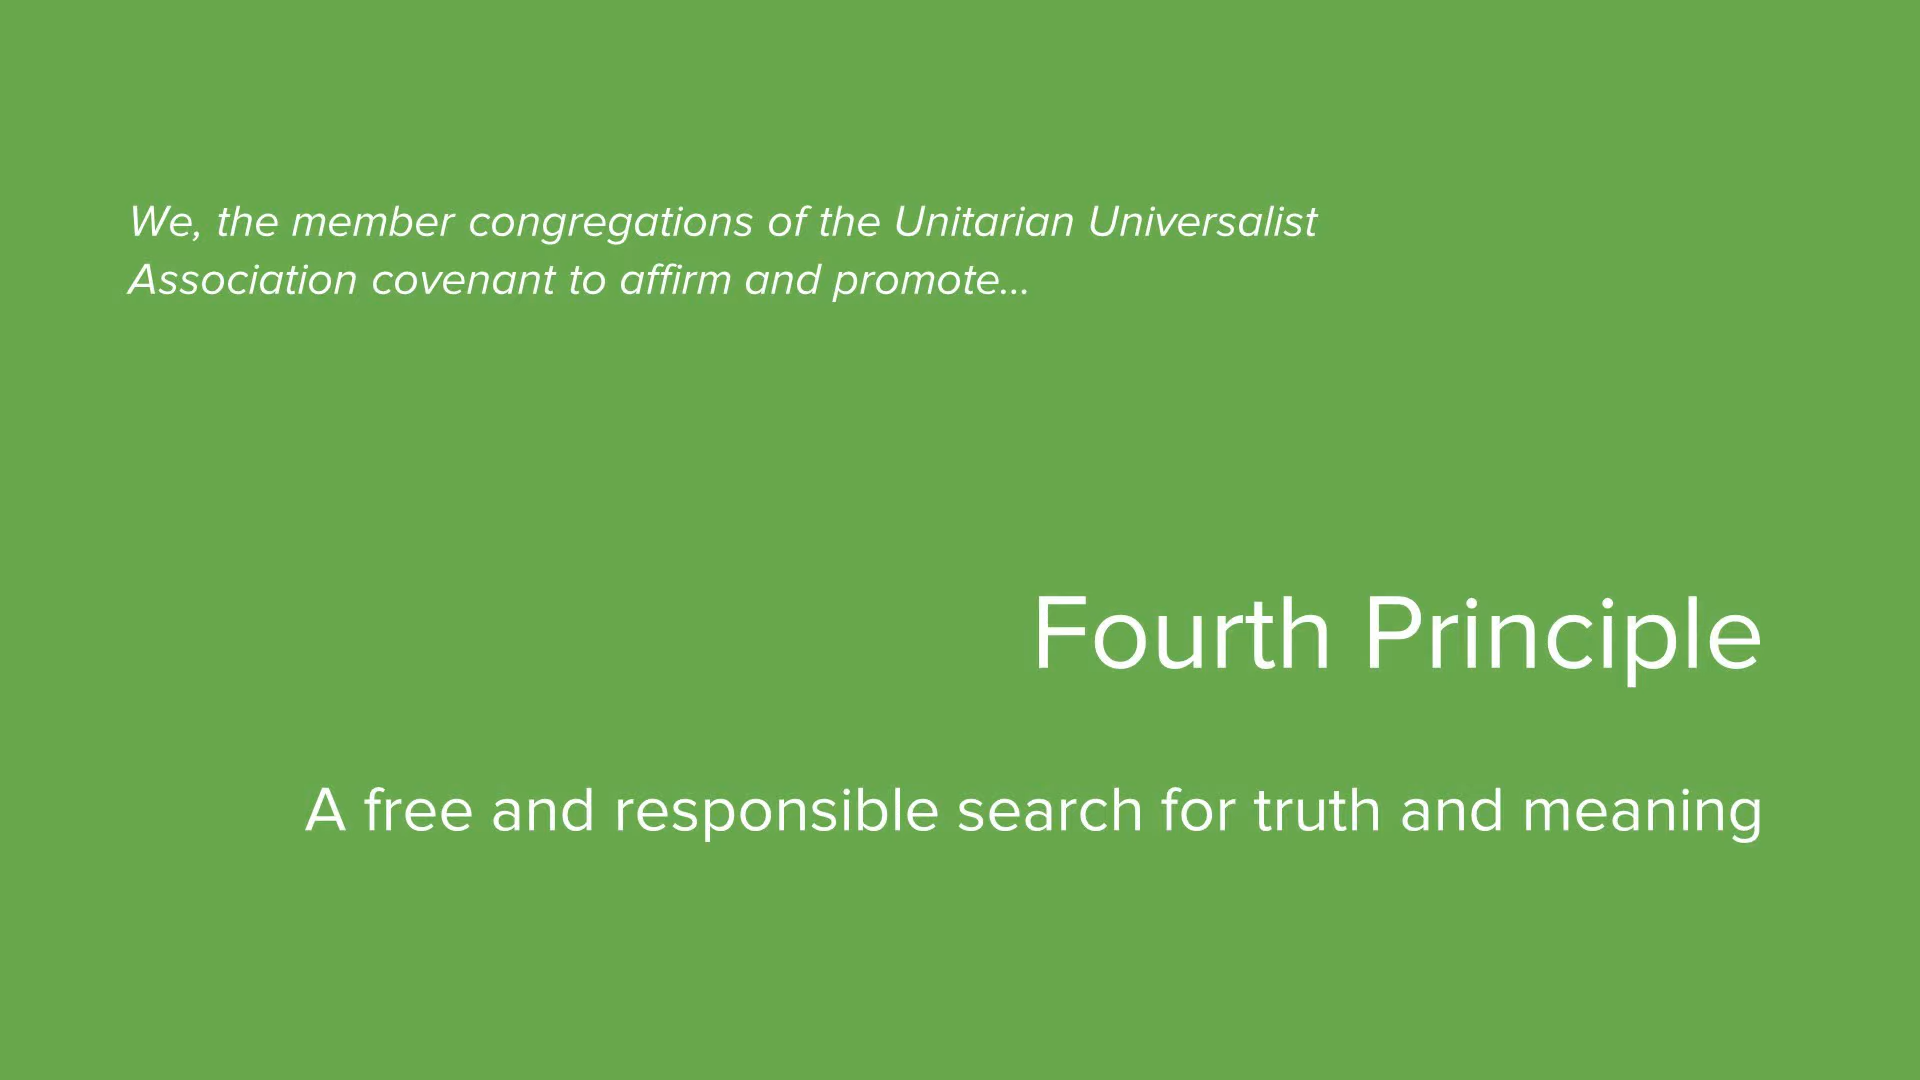 We, the member congregations of the Unitarian Universalist
Association covenant to affirm and promote...
Fourth Principle
A free and responsible search for truth and meaning